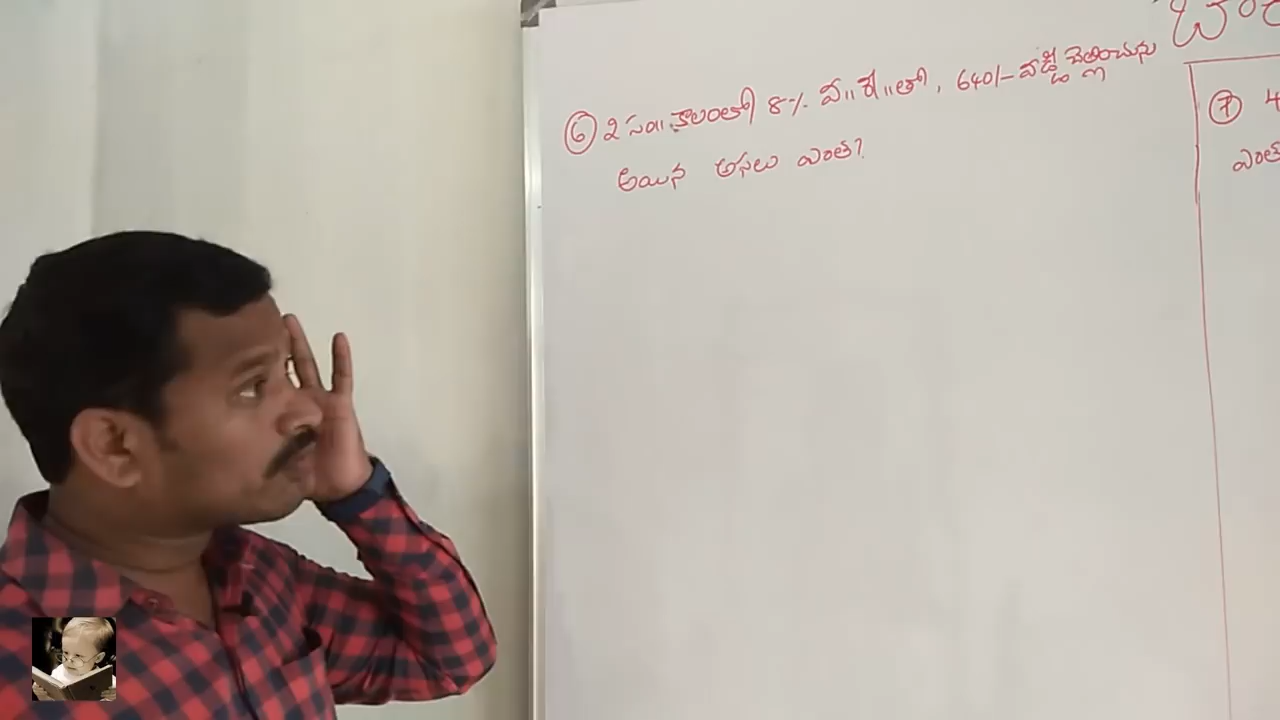 ⑥ 2 సం॥ కాలంతో 8% వ॥ రే॥తో, 640/- వడ్డీ చెల్లించును
అయిన అసలు ఎంత?
⑦ 4
ఎంత